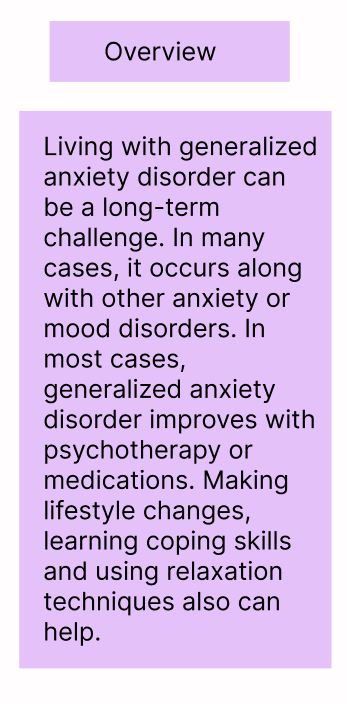 Overview
Living with generalized
anxiety disorder can
be a long-term
challenge. In many
cases, it occurs along
with other anxiety or
mood disorders. In
most cases,
generalized anxiety
disorder improves with
psychotherapy or
medications. Making
lifestyle changes,
learning coping skills
and using relaxation
techniques also can
help.